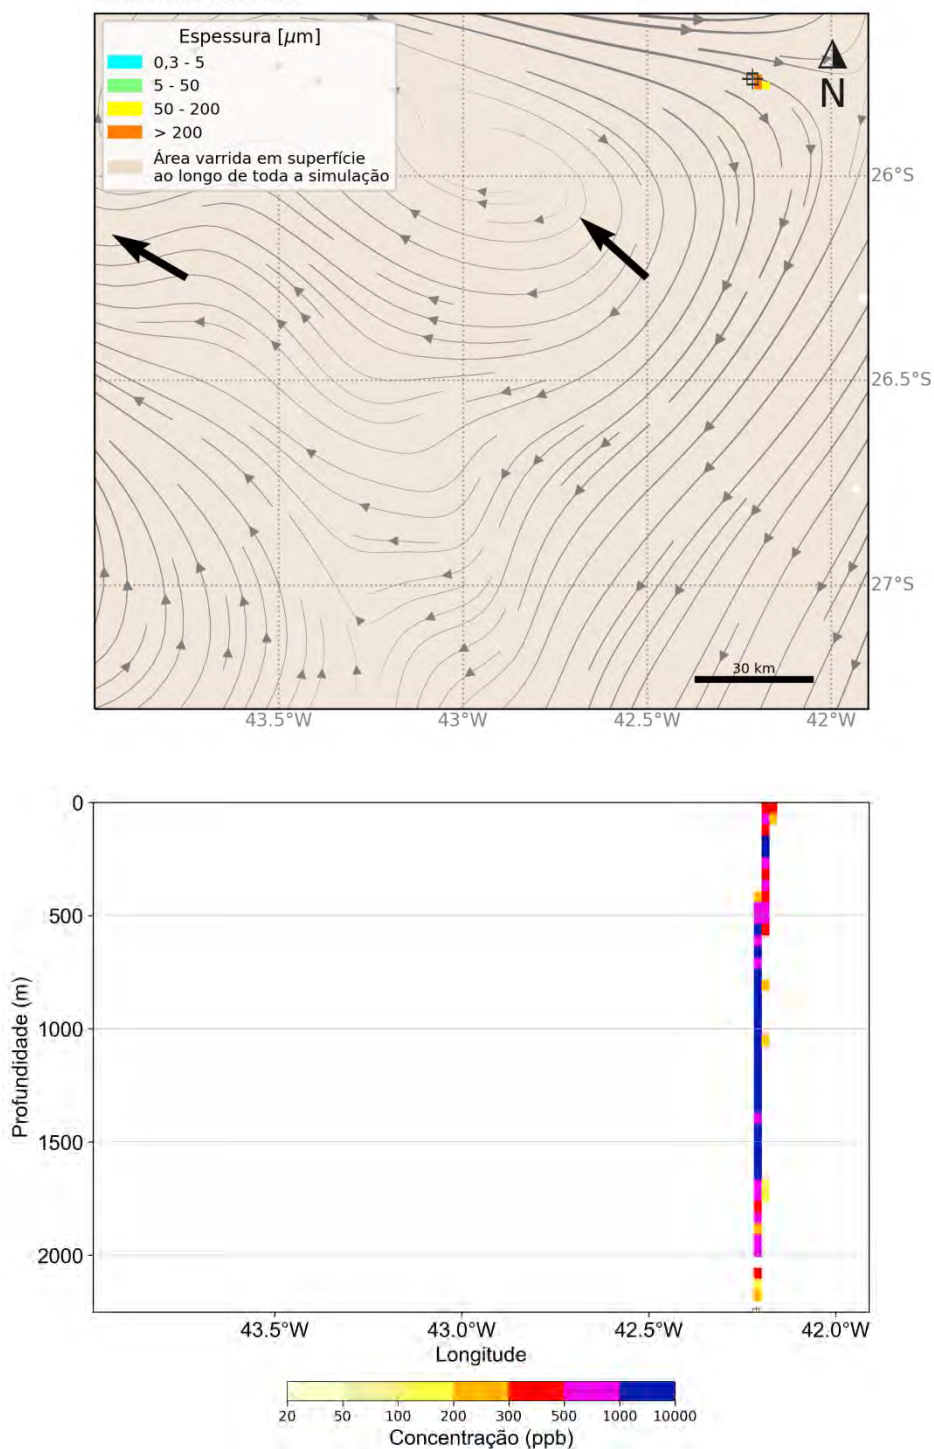 Espessura [μm]
0,3 - 5
5 - 50
50 - 200
> 200
Área varrida em superfície
ao longo de toda a simulação
N
26°S
26.5°S
27°S
30 km
43.5°W
43°W
42.5°W
42°W
0
500
1000
1500
2000
Profundidade (m)
43.5°W
43.0°W
42.5°W
42.0°W
Longitude
20
50
100
200
300
500
1000
10000
Concentração (ppb)